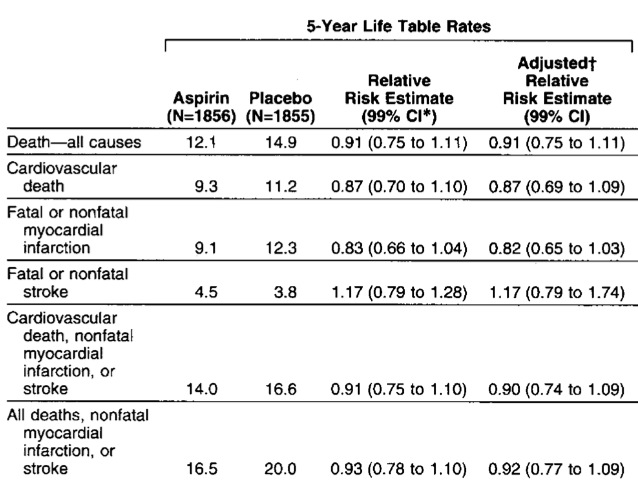 5-Year Life Table Rates
Adjusted†
Relative Relative
Aspirin Placebo Risk Estimate Risk Estimate
(N=1856) (N=1855) (99% CI*) (99% CI)
Death—all causes 12.1 14.9 0.91 (0.75 to 1.11) 0.91 (0.75 to 1.11)
Cardiovascular
death 9.3 11.2 0.87 (0.70 to 1.10) 0.87 (0.69 to 1.09)
Fatal or nonfatal
myocardial
infarction 9.1 12.3 0.83 (0.66 to 1.04) 0.82 (0.65 to 1.03)
Fatal or nonfatal
stroke 4.5 3.8 1.17 (0.79 to 1.28) 1.17 (0.79 to 1.74)
Cardiovascular
death, nonfatal
myocardial
infarction, or
stroke 14.0 16.6 0.91 (0.75 to 1.10) 0.90 (0.74 to 1.09)
All deaths, nonfatal
myocardial
infarction, or
stroke 16.5 20.0 0.93 (0.78 to 1.10) 0.92 (0.77 to 1.09)